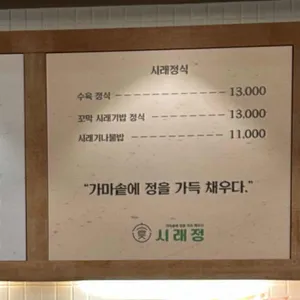 시래정식
수육 정식 13.000
꼬막 시래기밥 정식 13.000
시래기나물밥 11.000
“가마솥에 정을 가득 채우다.”
시래정